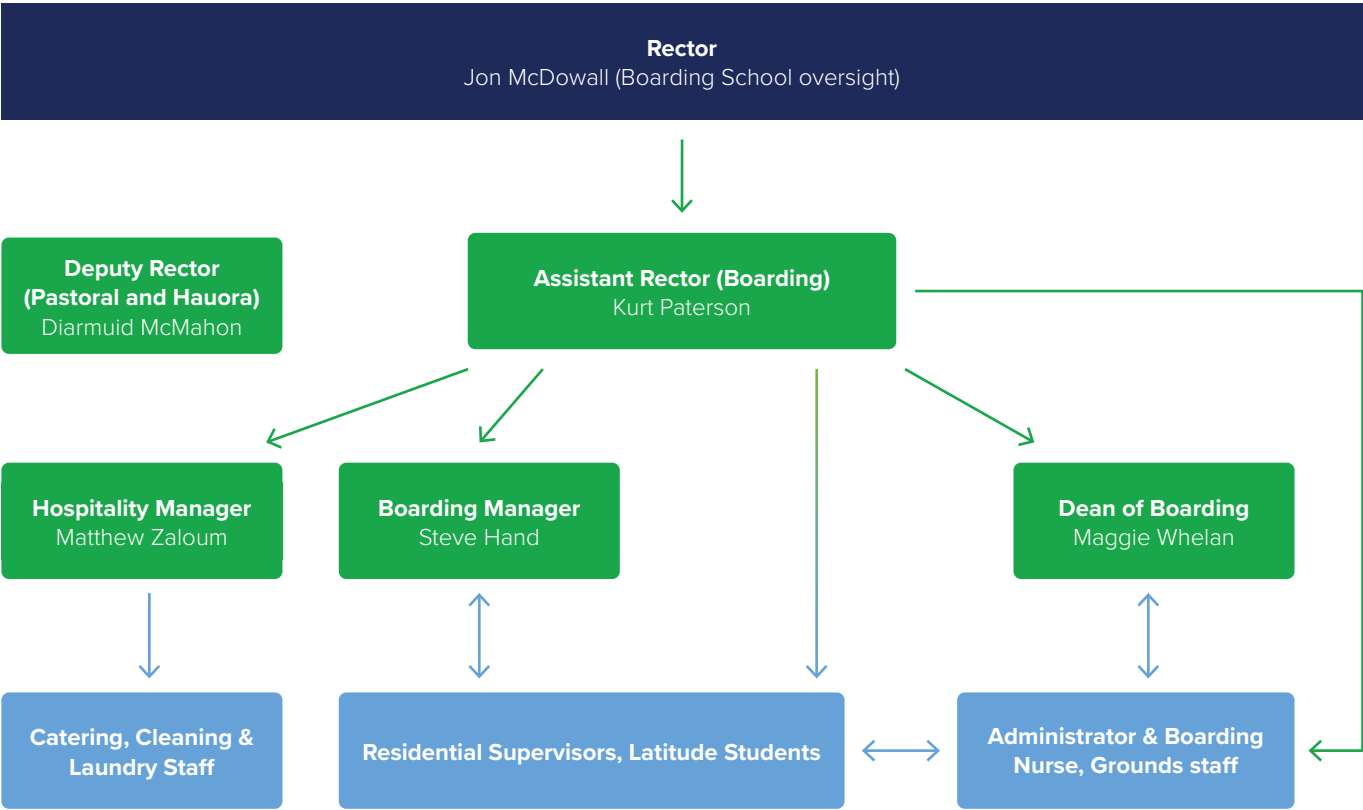 Rector
Jon McDowall (Boarding School oversight)
Deputy Rector
(Pastoral and Hauora)
Diarmuid McMahon
Assistant Rector (Boarding)
Kurt Paterson
Hospitality Manager
Matthew Zaloum
Boarding Manager
Steve Hand
Dean of Boarding
Maggie Whelan
Catering, Cleaning &
Laundry Staff
Residential Supervisors, Latitude Students
Administrator & Boarding
Nurse, Grounds staff